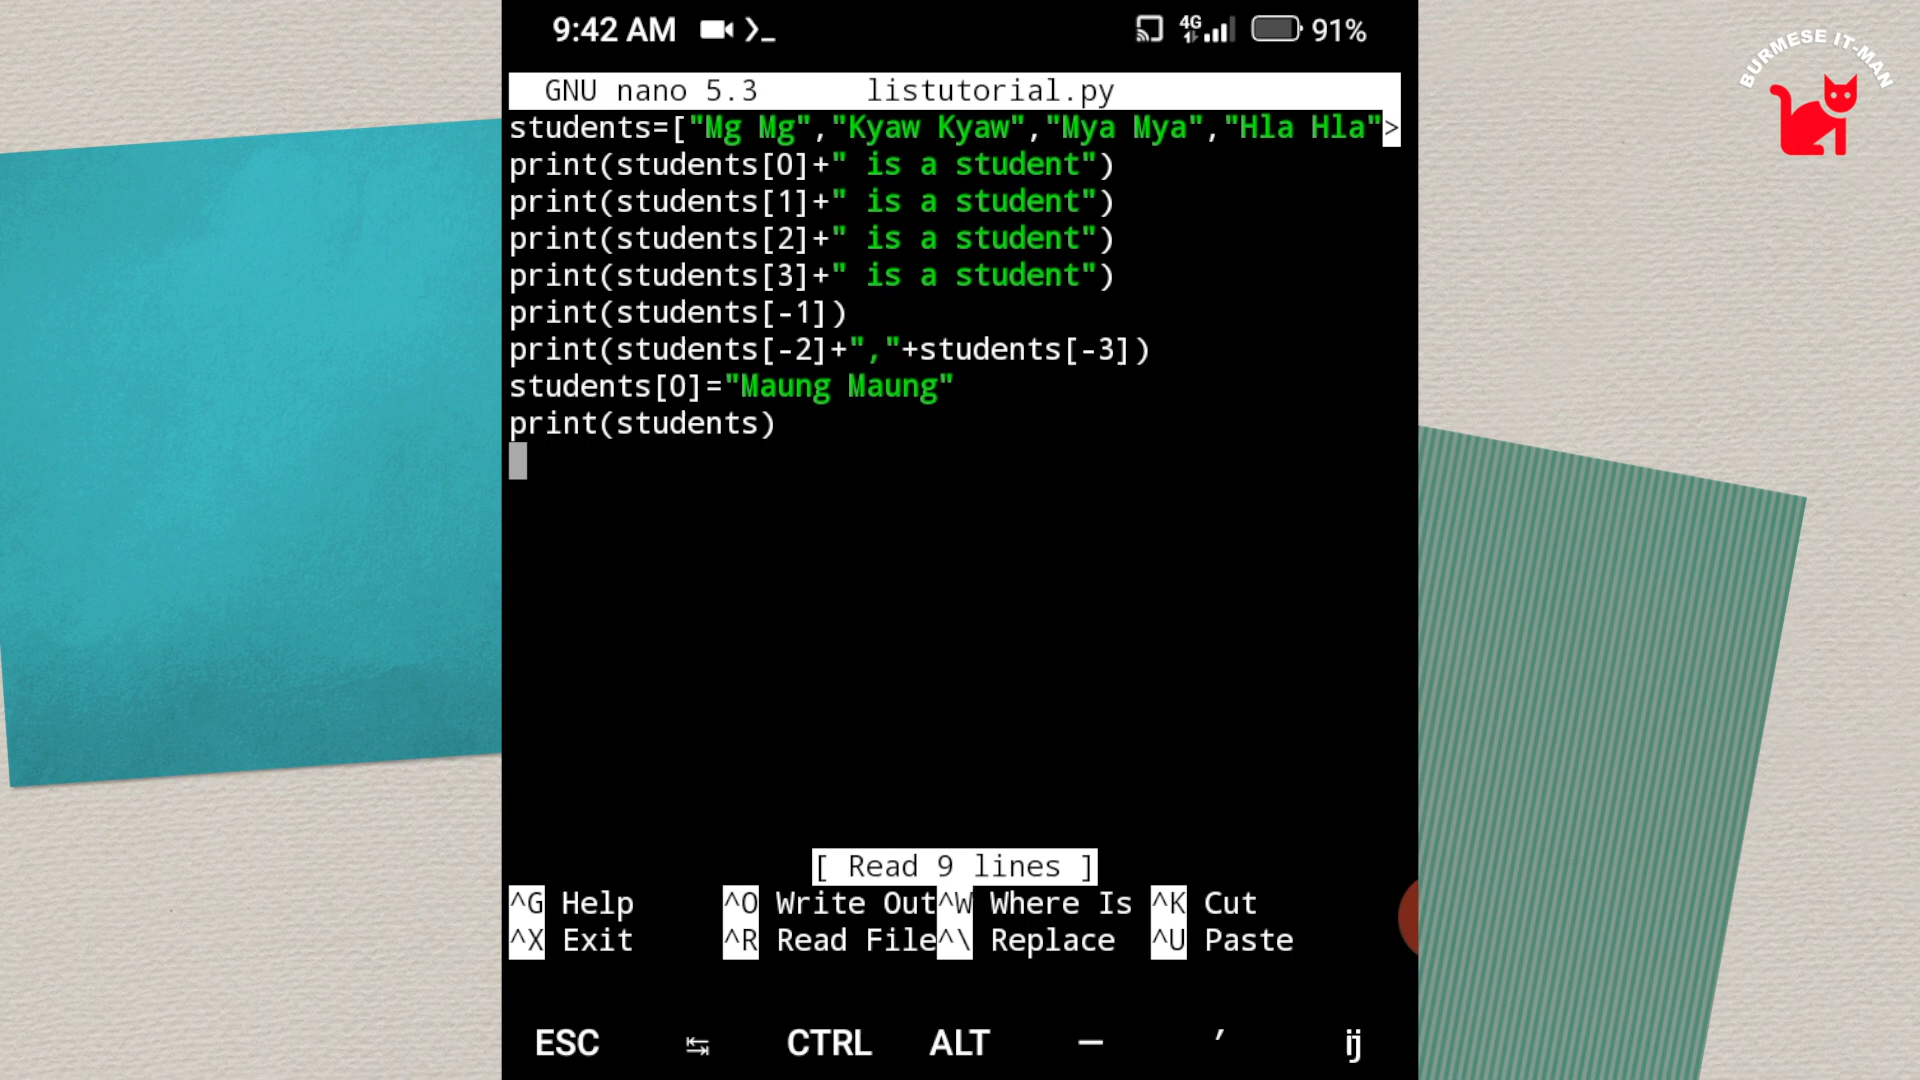 9:42 AM 4G 91%
BURMESE IT-MAN
GNU nano 5.3 listutorial.py
students=["Mg Mg","Kyaw Kyaw","Mya Mya","Hla Hla">
print(students[0]+" is a student")
print(students[1]+" is a student")
print(students[2]+" is a student")
print(students[3]+" is a student")
print(students[-1])
print(students[-2]+","+students[-3])
students[0]="Maung Maung"
print(students)
[ Read 9 lines ]
^G Help ^O Write Out ^W Where Is ^K Cut
^X Exit ^R Read File ^\ Replace ^U Paste
ESC ↹ CTRL ALT — ′ ij